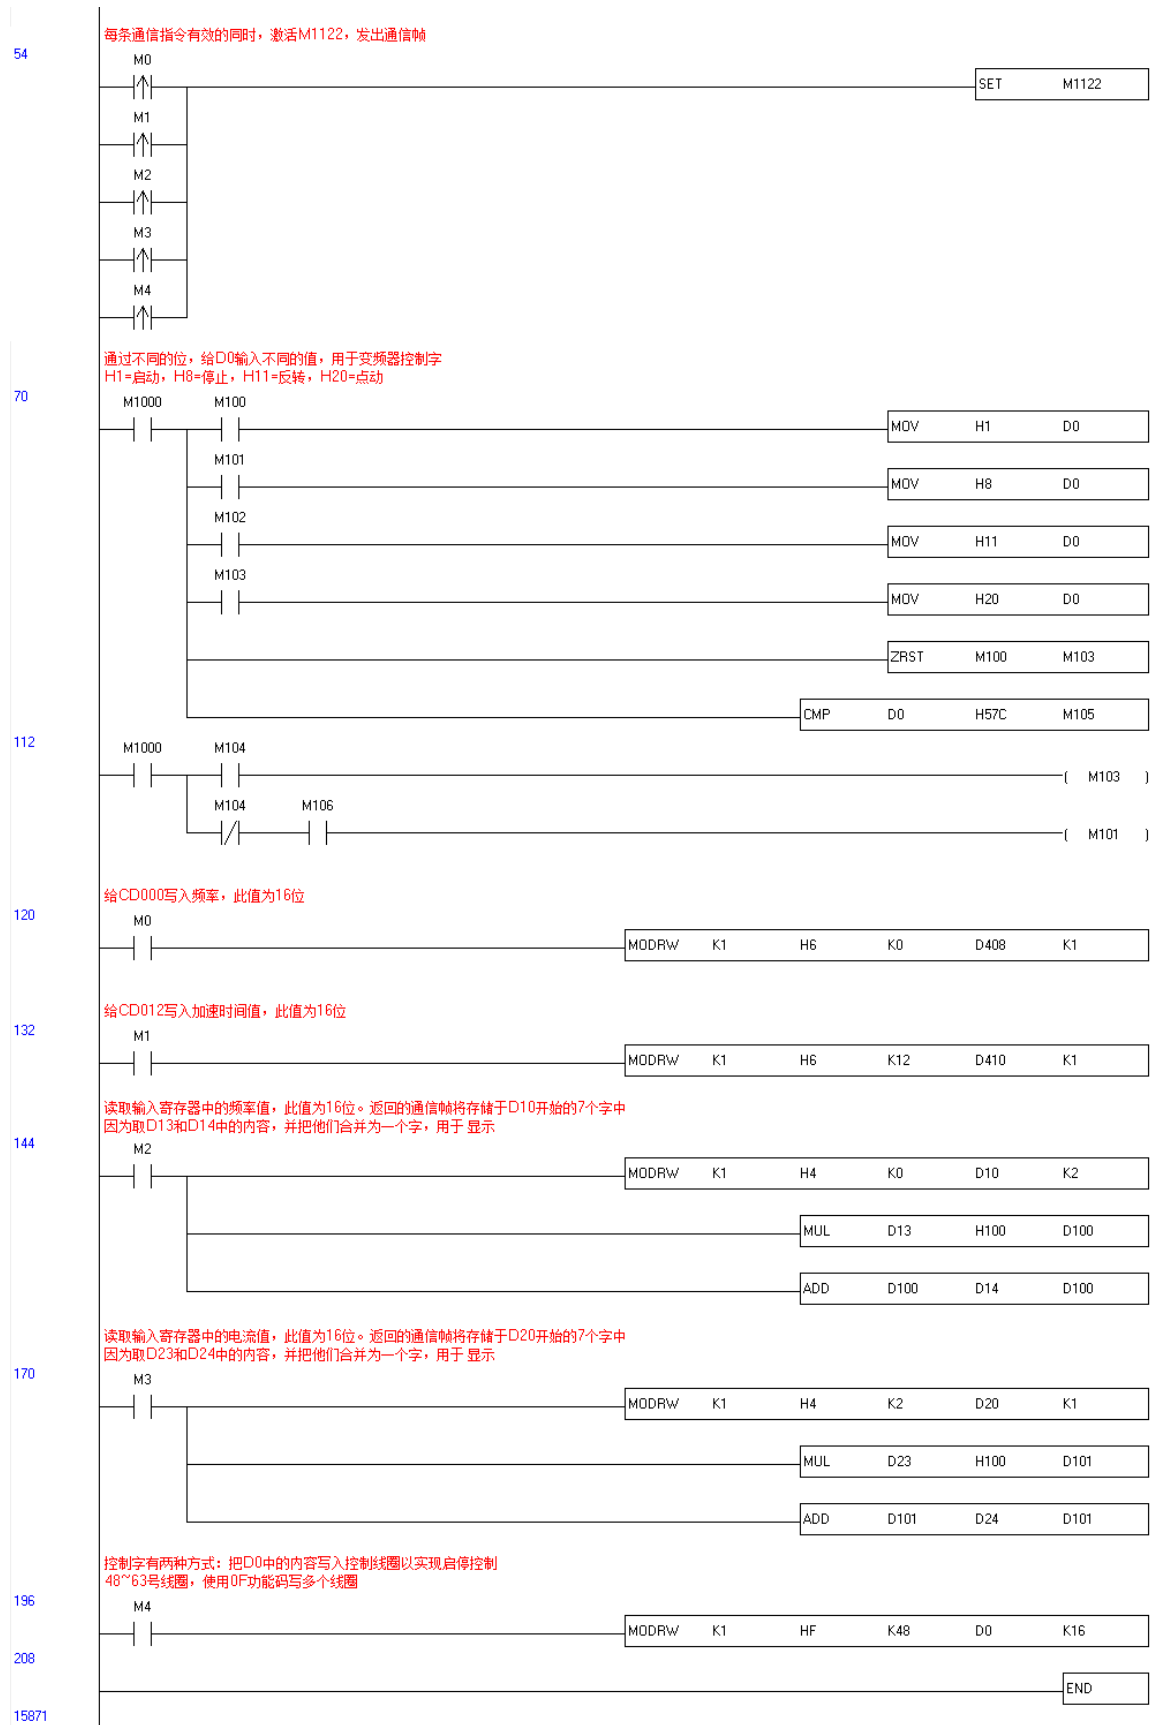 每条通信指令有效的同时，激活M1122，发出通信帧
54
M0
SET M1122
M1
M2
M3
M4
通过不同的位，给D0输入不同的值，用于变频器控制字
H1=启动，H8=停止，H11=反转，H20=点动
70
M1000 M100
MOV H1 D0
M101
MOV H8 D0
M102
MOV H11 D0
M103
MOV H20 D0
ZRST M100 M103
CMP D0 H57C M105
112
M1000 M104
( M103 )
M104 M106
( M101 )
给CD000写入频率，此值为16位
120
M0
MODRW K1 H6 K0 D408 K1
给CD012写入加速时间值，此值为16位
132
M1
MODRW K1 H6 K12 D410 K1
读取输入寄存器中的频率值，此值为16位。返回的通信帧将存储于D10开始的7个字中
因为取D13和D14中的内容，并把他们合并为一个字，用于 显示
144
M2
MODRW K1 H4 K0 D10 K2
MUL D13 H100 D100
ADD D100 D14 D100
读取输入寄存器中的电流值，此值为16位。返回的通信帧将存储于D20开始的7个字中
因为取D23和D24中的内容，并把他们合并为一个字，用于 显示
170
M3
MODRW K1 H4 K2 D20 K1
MUL D23 H100 D101
ADD D101 D24 D101
控制字有两种方式：把D0中的内容写入控制线圈以实现启停控制
48~63号线圈，使用0F功能码写多个线圈
196
M4
MODRW K1 HF K48 D0 K16
208
END
15871